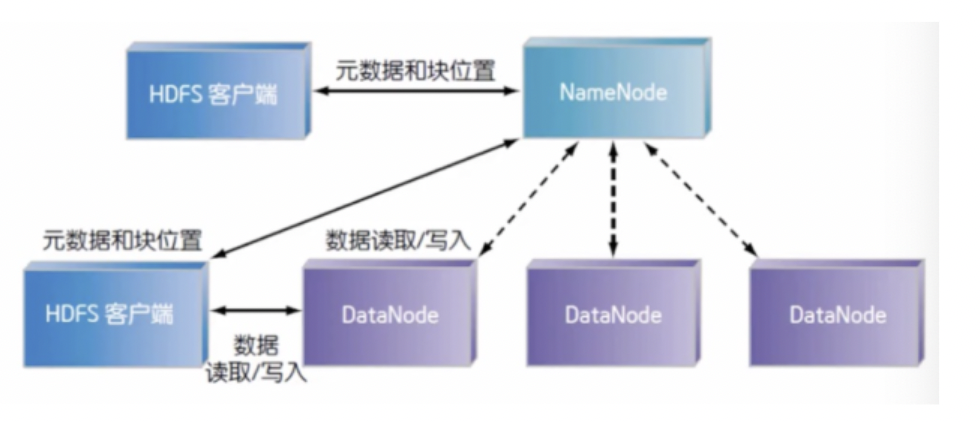 元数据和块位置
HDFS 客户端
NameNode
元数据和块位置
数据读取/写入
HDFS 客户端
DataNode
DataNode
DataNode
数据
读取/写入